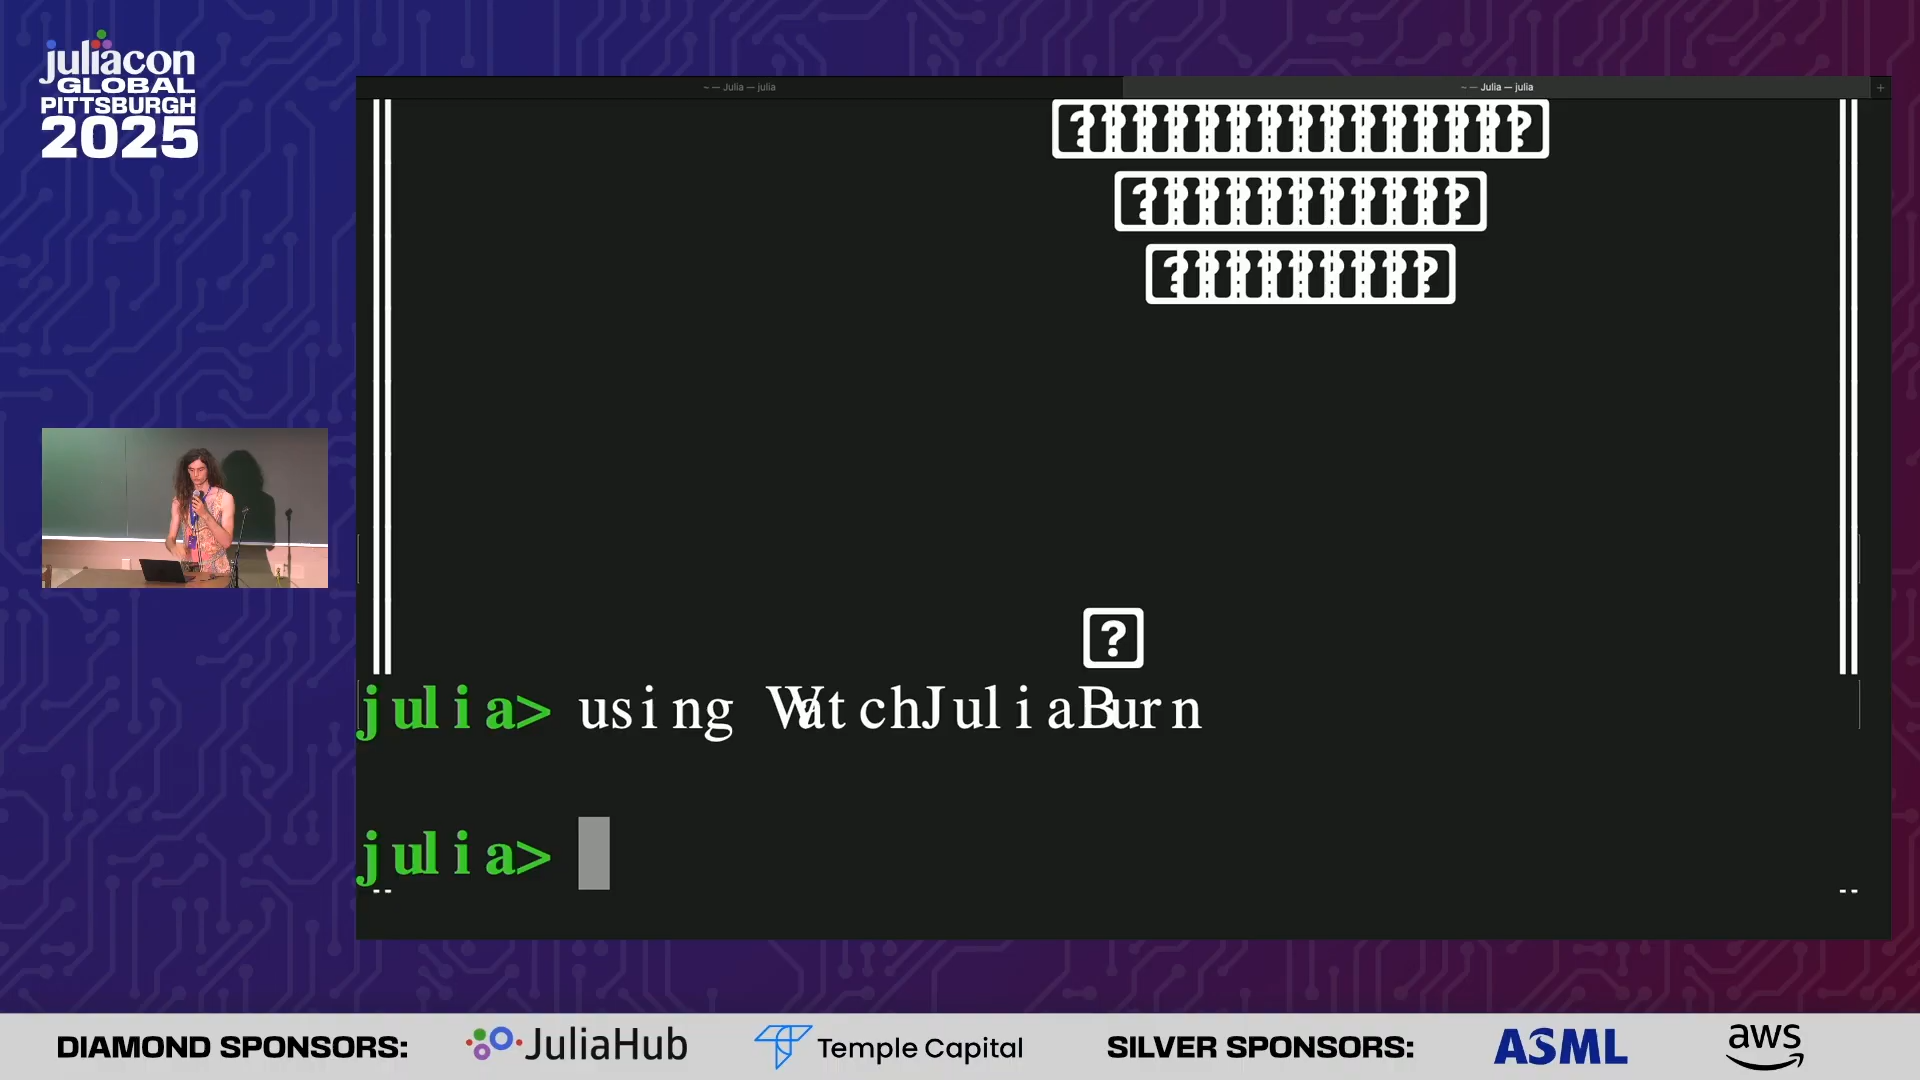 juliacon
GLOBAL
PITTSBURGH
2025
~ — Julia — julia
~ — Julia — julia
+
????????????????
????????????
??????????
?
julia> using WatchJuliaBurn
julia>
DIAMOND SPONSORS: JuliaHub Temple Capital SILVER SPONSORS: ASML aws